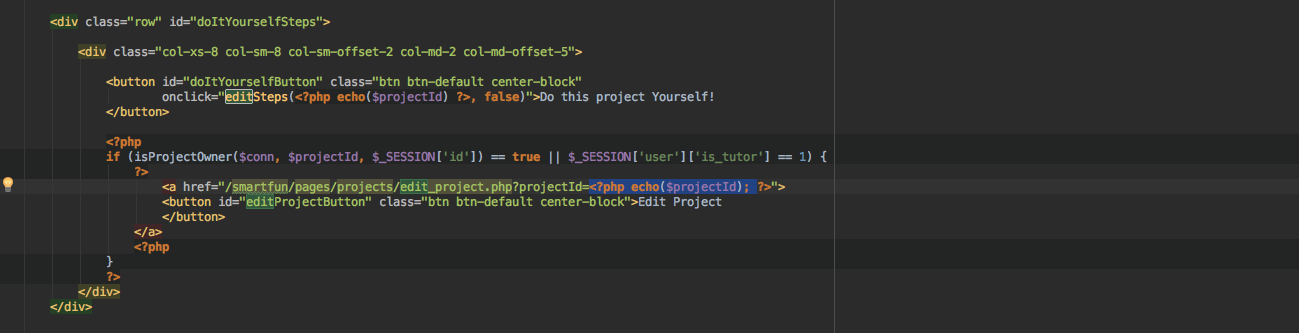 <div class="row" id="doItYourselfSteps">
<div class="col-xs-8 col-sm-8 col-sm-offset-2 col-md-2 col-md-offset-5">
<button id="doItYourselfButton" class="btn btn-default center-block"
onclick="editSteps(<?php echo($projectId) ?>, false)">Do this project Yourself!
</button>
<?php
if (isProjectOwner($conn, $projectId, $_SESSION['id']) == true || $_SESSION['user']['is_tutor'] == 1) {
?>
<a href="/smartfun/pages/projects/edit_project.php?projectId=<?php echo($projectId); ?>">
<button id="editProjectButton" class="btn btn-default center-block">Edit Project
</button>
</a>
<?php
}
?>
</div>
</div>